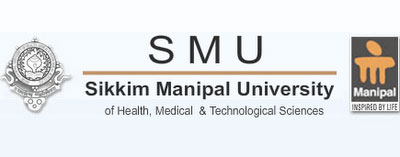 SMU
Sikkim Manipal University
of Health, Medical & Technological Sciences
Manipal
INSPIRED BY LIFE